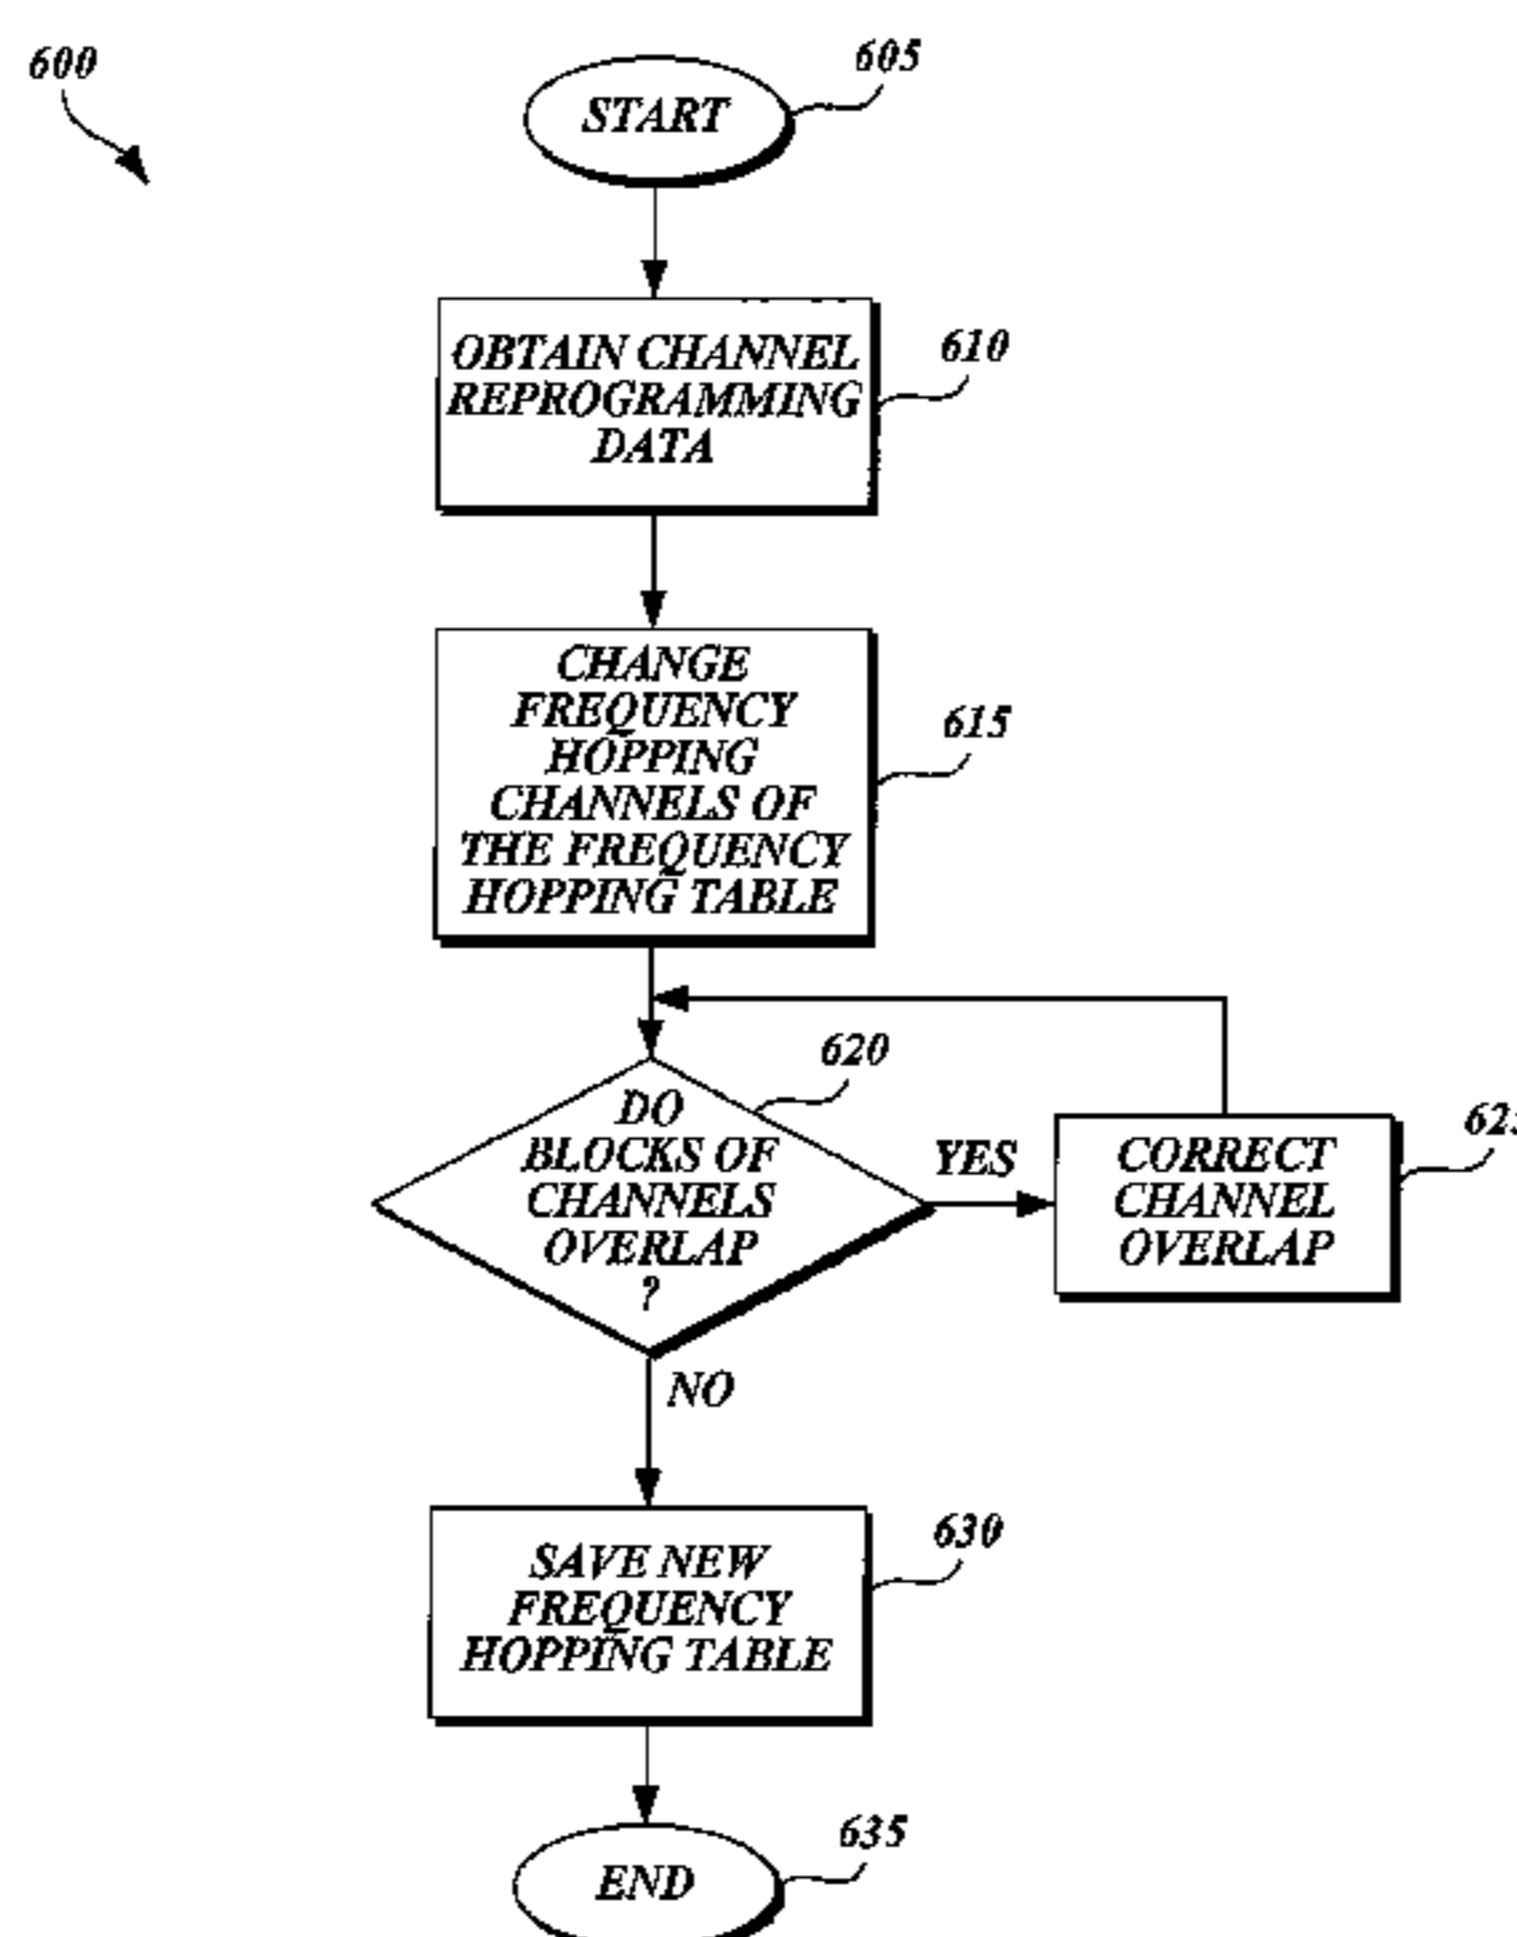 600
START
605
OBTAIN CHANNEL
REPROGRAMMING
DATA
610
CHANGE
FREQUENCY
HOPPING
CHANNELS OF
THE FREQUENCY
HOPPING TABLE
615
DO
BLOCKS OF
CHANNELS
OVERLAP
?
620
YES
CORRECT
CHANNEL
OVERLAP
NO
SAVE NEW
FREQUENCY
HOPPING TABLE
630
END
635